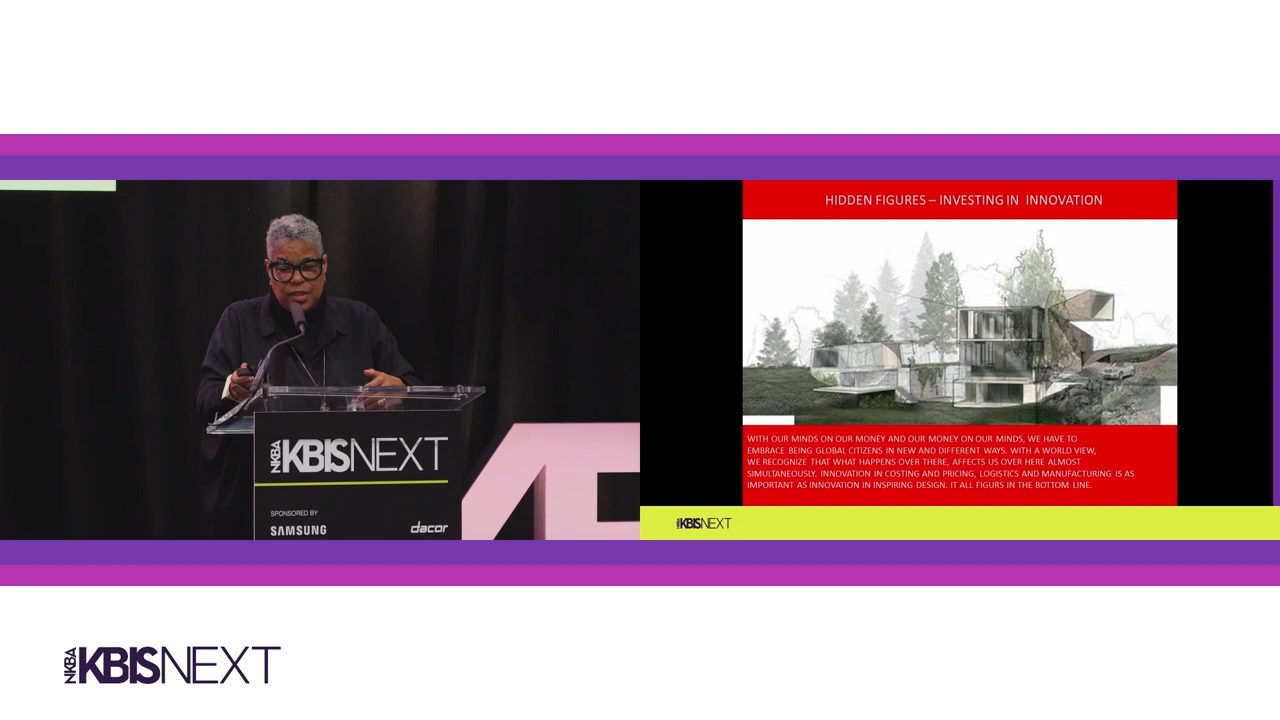 HIDDEN FIGURES – INVESTING IN INNOVATION
WITH OUR MINDS ON OUR MONEY AND OUR MONEY ON OUR MINDS, WE HAVE TO
EMBRACE BEING GLOBAL CITIZENS IN NEW AND DIFFERENT WAYS. WITH A WORLD VIEW,
WE RECOGNIZE THAT WHAT HAPPENS OVER THERE, AFFECTS US OVER HERE ALMOST
SIMULTANEOUSLY. INNOVATION IN COSTING AND PRICING, LOGISTICS AND MANUFACTURING IS AS
IMPORTANT AS INNOVATION IN INSPIRING DESIGN. IT ALL FIGURS IN THE BOTTOM LINE.
NKBA KBISNEXT
SPONSORED BY
SAMSUNG dacor
NKBA KBISNEXT
NKBA KBISNEXT